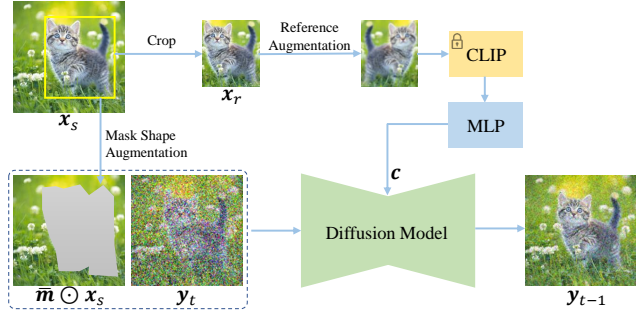 Crop
Reference
Augmentation
CLIP
x_s
x_r
MLP
Mask Shape
Augmentation
c
Diffusion Model
m̄ ⊙ x_s
y_t
y_{t-1}